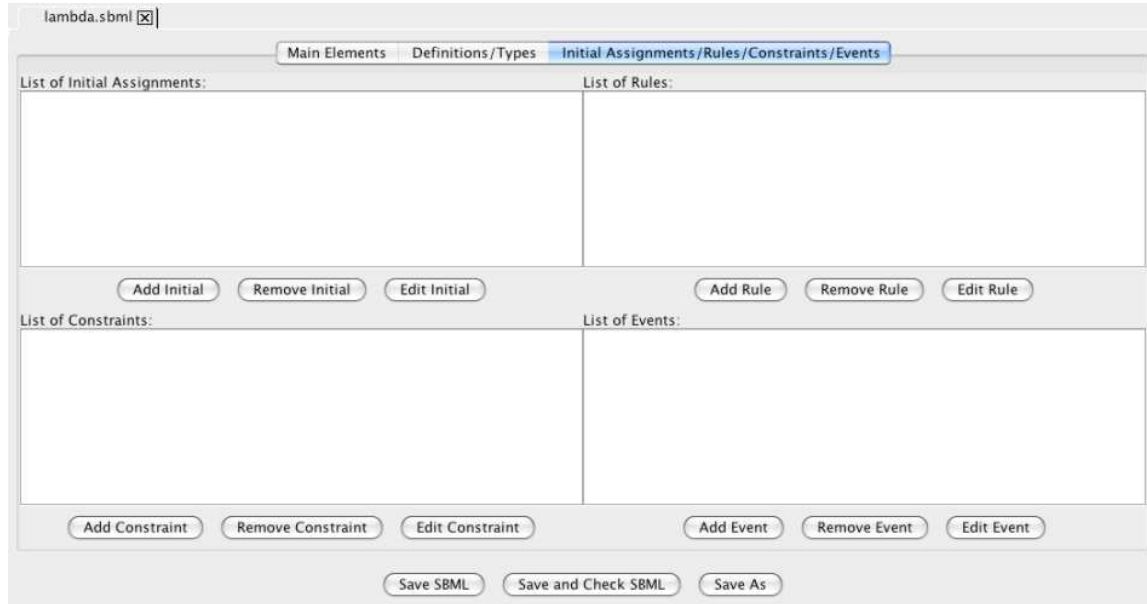 lambda.sbml
Main Elements Definitions/Types Initial Assignments/Rules/Constraints/Events
List of Initial Assignments: List of Rules:
Add Initial Remove Initial Edit Initial Add Rule Remove Rule Edit Rule
List of Constraints: List of Events:
Add Constraint Remove Constraint Edit Constraint Add Event Remove Event Edit Event
Save SBML Save and Check SBML Save As